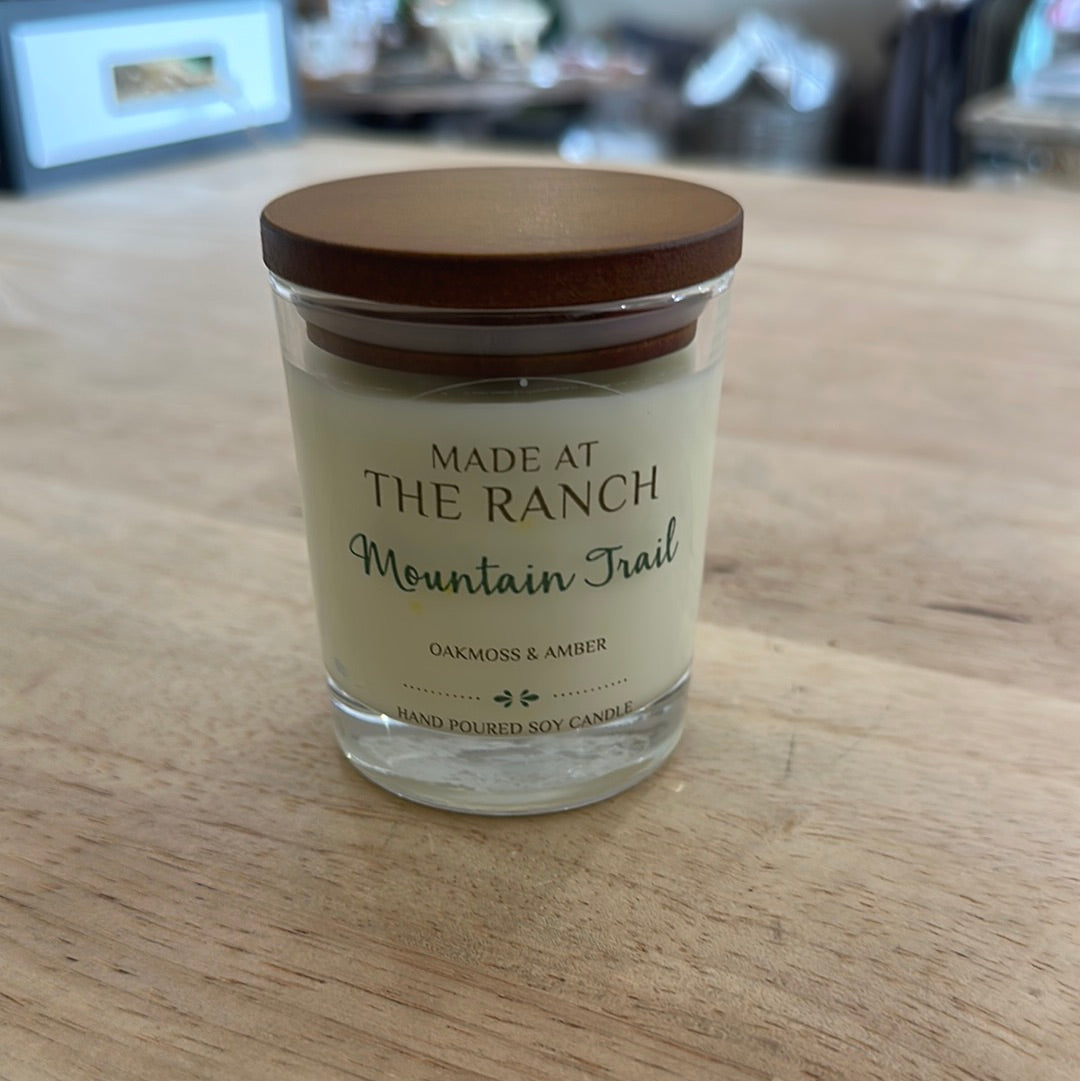 MADE AT
THE RANCH
Mountain Trail
OAKMOSS & AMBER
HAND POURED SOY CANDLE